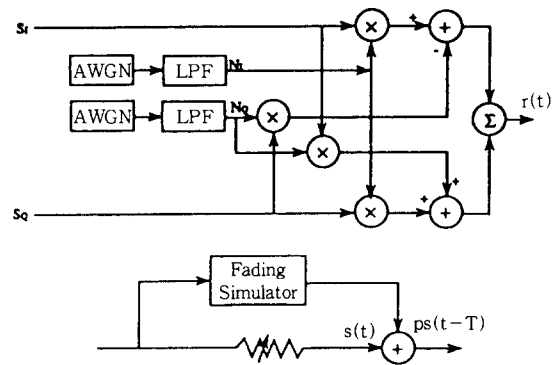 S_I
AWGN LPF N_I
AWGN LPF N_Q
S_Q
× + - +
× ×
Σ r(t)
+ +
× + +
Fading
Simulator
s(t) + ps(t-T)